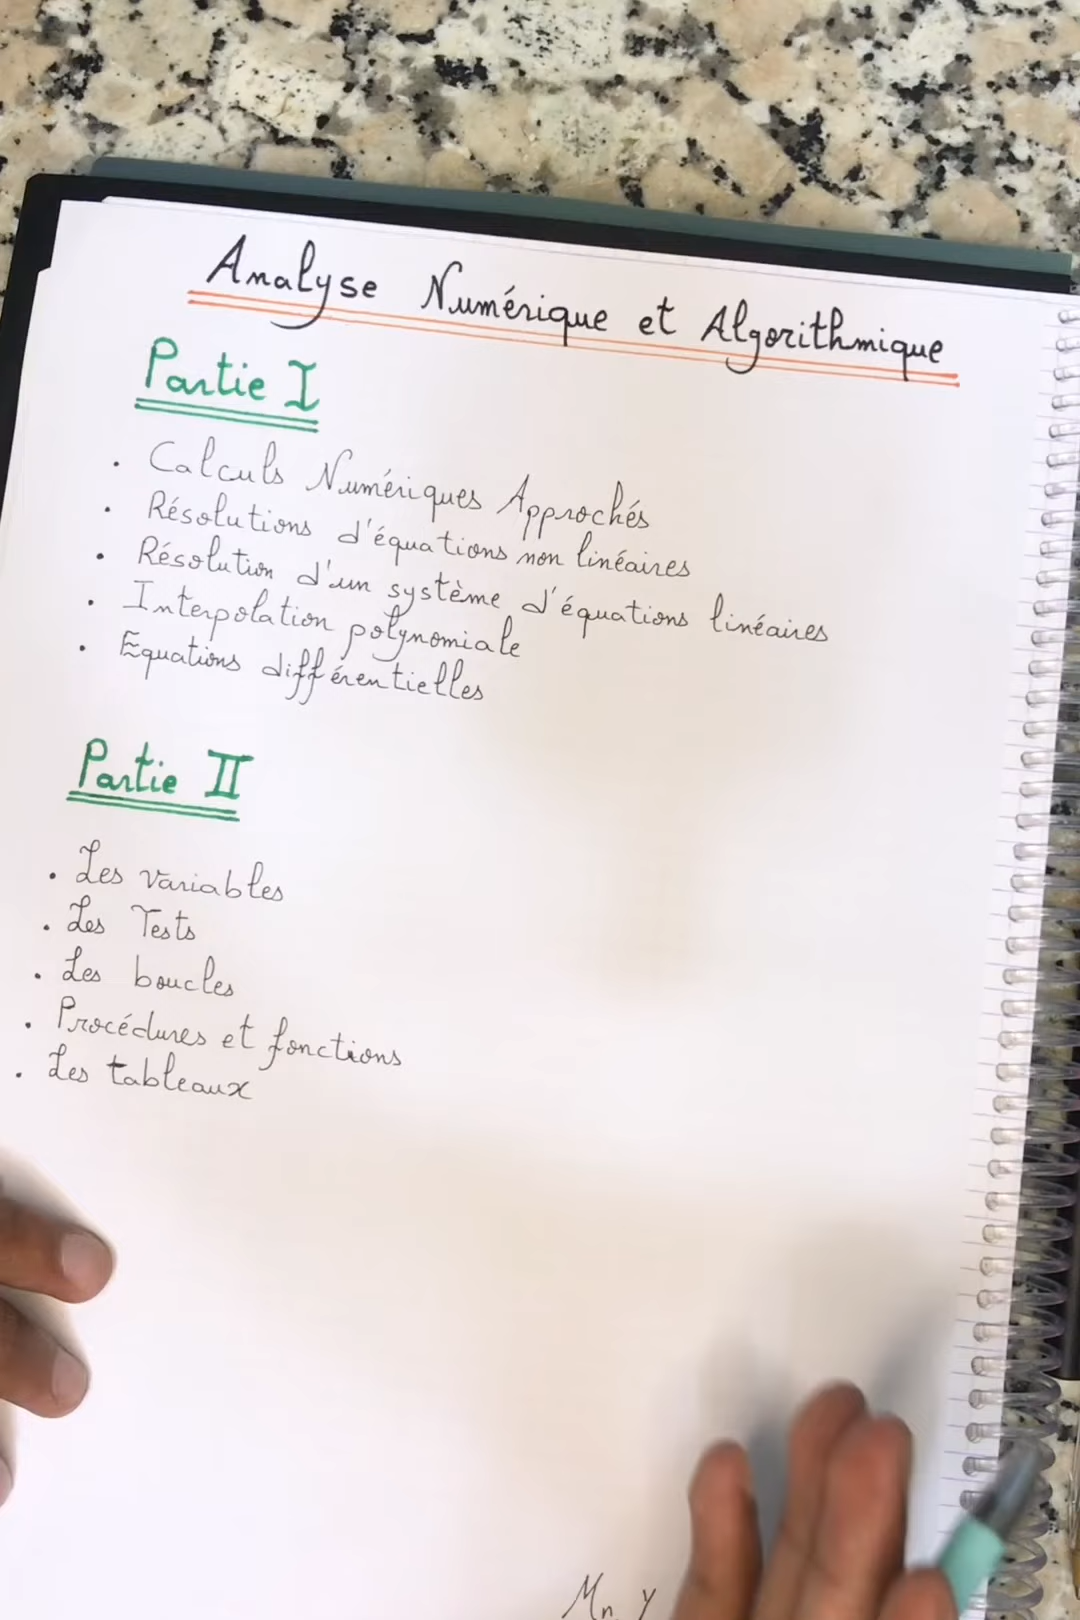 Analyse Numérique et Algorithmique
Partie I
. Calculs Numériques Approchés
. Résolutions d'équations non linéaires
. Résolution d'un système d'équations linéaires
. Interpolation polynomiale
. Equations différentielles
Partie II
. Les variables
. Les Tests
. Les boucles
. Procédures et fonctions
. Les tableaux